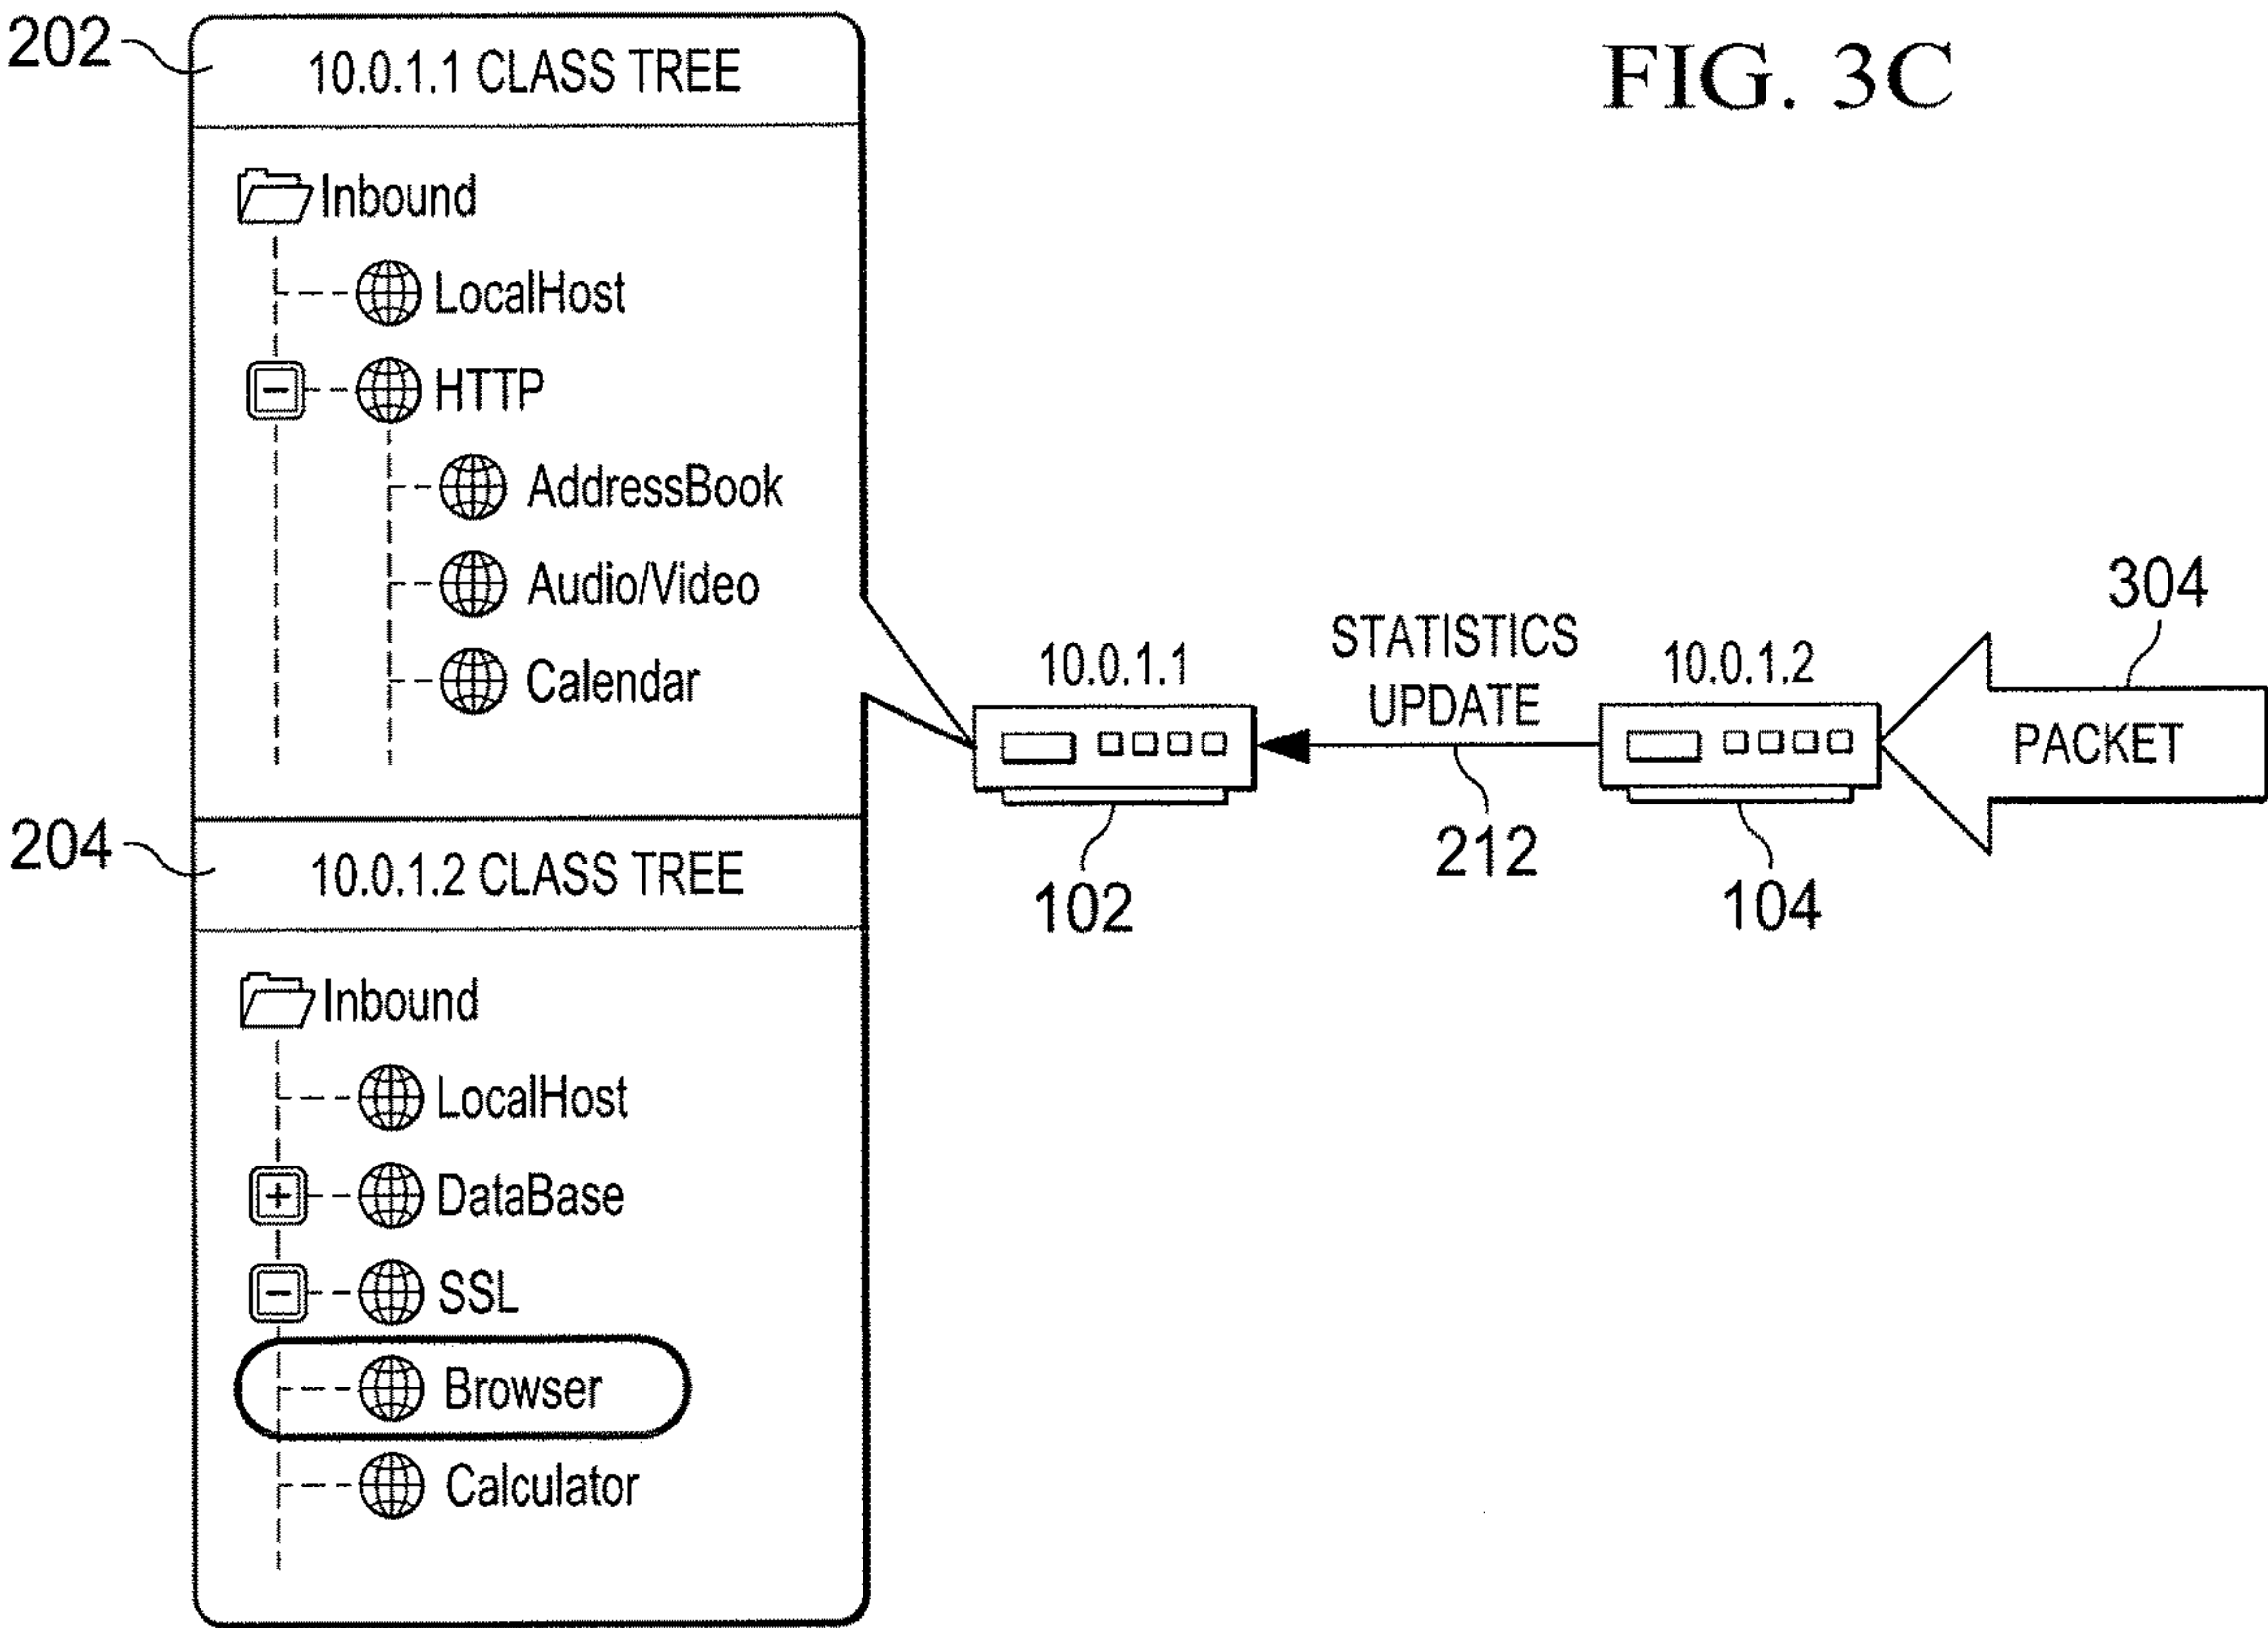 FIG. 3C
202
10.0.1.1 CLASS TREE
Inbound
LocalHost
HTTP
AddressBook
Audio/Video
Calendar
204
10.0.1.2 CLASS TREE
Inbound
LocalHost
DataBase
SSL
Browser
Calculator
10.0.1.1
102
STATISTICS
UPDATE
212
10.0.1.2
104
304
PACKET